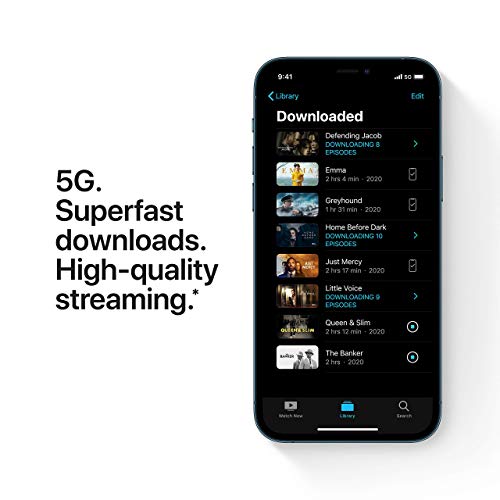 5G.
Superfast
downloads.
High-quality
streaming.*
9:41
5G
Library
Edit
Downloaded
Defending Jacob
DOWNLOADING 8
EPISODES
EMMA
Emma
2 hrs 4 min · 2020
Greyhound
1 hr 31 min · 2020
Home Before Dark
DOWNLOADING 10
EPISODES
Just Mercy
2 hrs 17 min · 2020
Little Voice
DOWNLOADING 9
EPISODES
QUEEN & SLIM
Queen & Slim
2 hrs 12 min · 2020
BANKER
The Banker
2 hrs · 2020
Watch Now
Library
Search